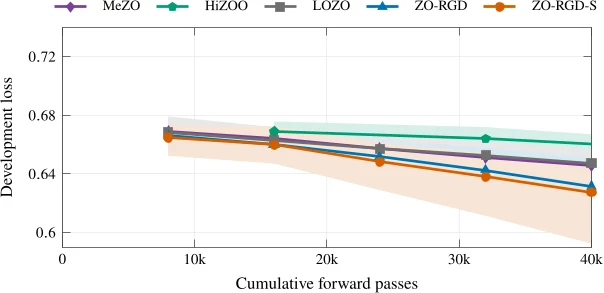 MeZO HiZOO LOZO ZO-RGD ZO-RGD-S
0.72
0.68
0.64
0.6
Development loss
0 10k 20k 30k 40k
Cumulative forward passes